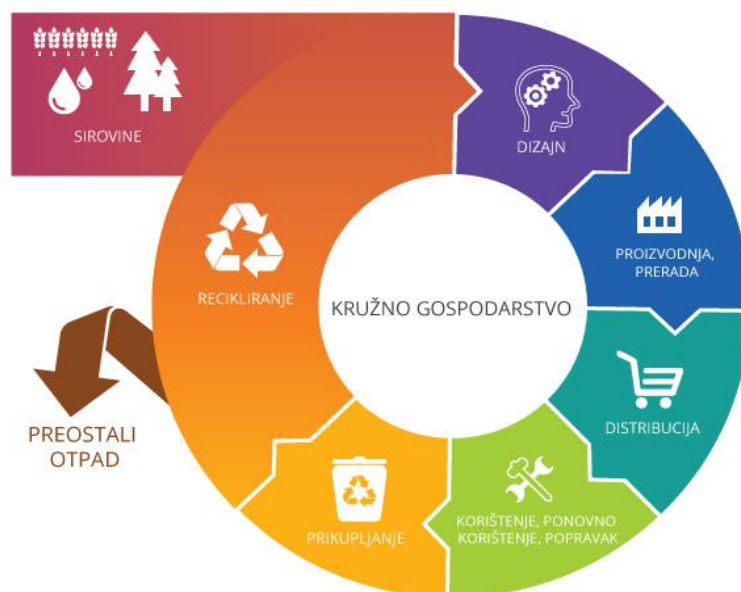 SIROVINE
DIZAJN
PROIZVODNJA,
PRERADA
DISTRIBUCIJA
KORIŠTENJE, PONOVNO
KORIŠTENJE, POPRAVAK
PRIKUPLJANJE
RECIKLIRANJE
KRUŽNO GOSPODARSTVO
PREOSTALI
OTPAD